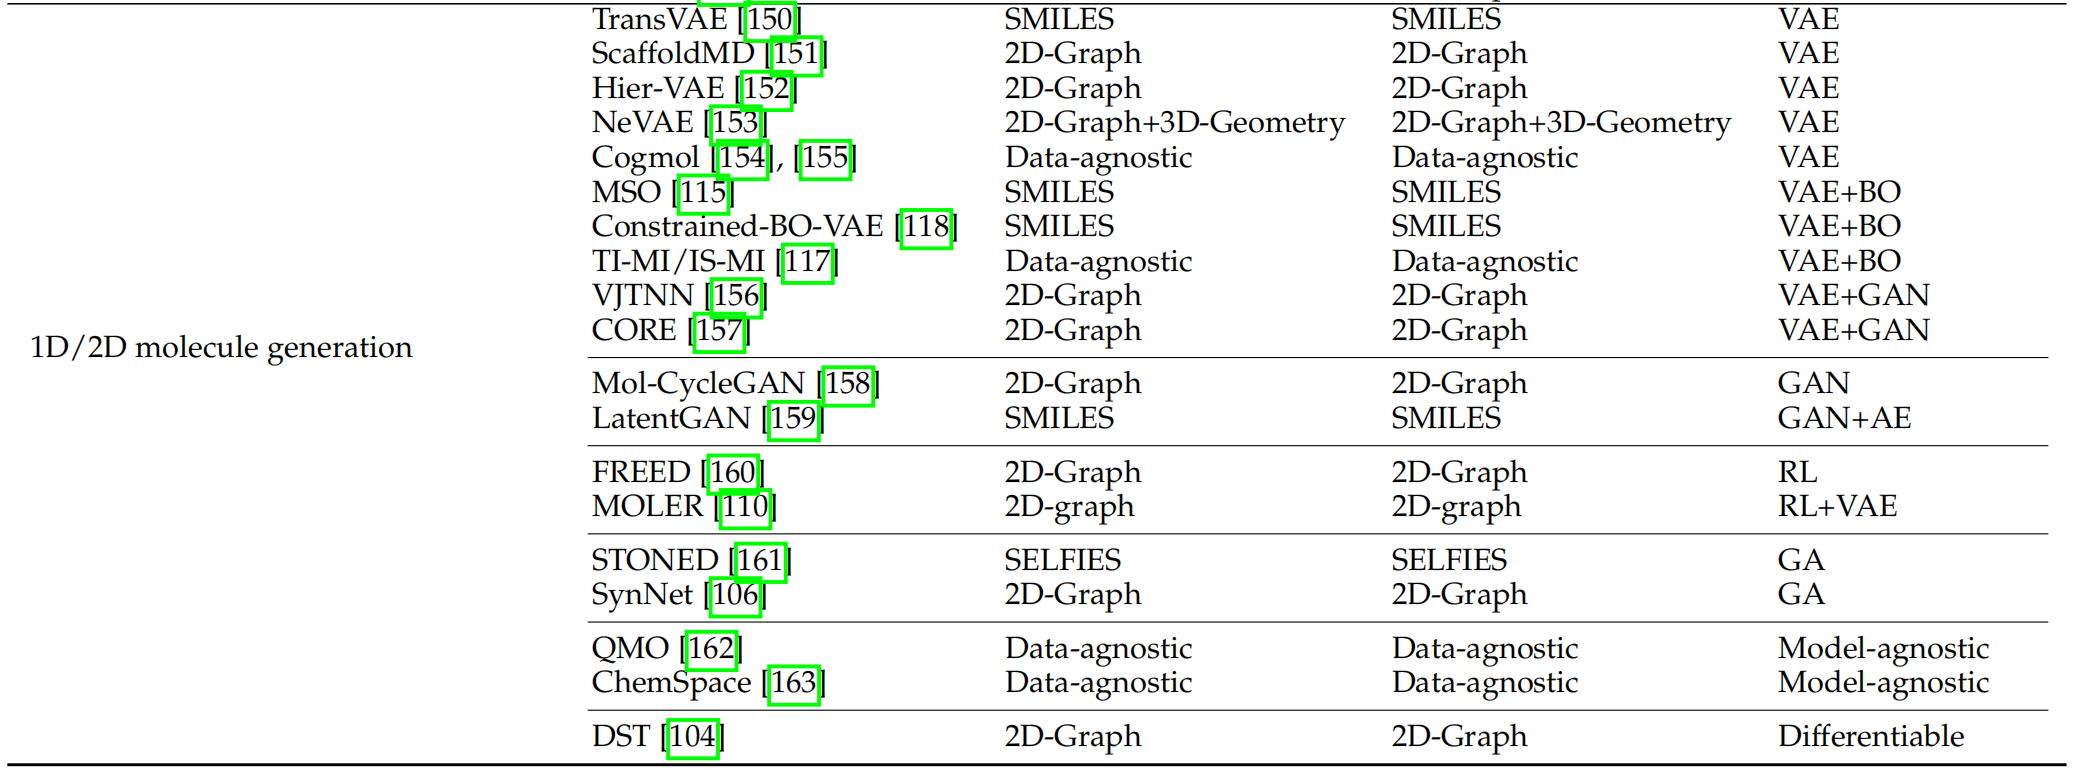 TransVAE [150] SMILES SMILES VAE
ScaffoldMD [151] 2D-Graph 2D-Graph VAE
Hier-VAE [152] 2D-Graph 2D-Graph VAE
NeVAE [153] 2D-Graph+3D-Geometry 2D-Graph+3D-Geometry VAE
Cogmol [154], [155] Data-agnostic Data-agnostic VAE
MSO [115] SMILES SMILES VAE+BO
Constrained-BO-VAE [118] SMILES SMILES VAE+BO
TI-MI/IS-MI [117] Data-agnostic Data-agnostic VAE+BO
VJTNN [156] 2D-Graph 2D-Graph VAE+GAN
CORE [157] 2D-Graph 2D-Graph VAE+GAN
1D/2D molecule generation
Mol-CycleGAN [158] 2D-Graph 2D-Graph GAN
LatentGAN [159] SMILES SMILES GAN+AE
FREED [160] 2D-Graph 2D-Graph RL
MOLER [110] 2D-graph 2D-graph RL+VAE
STONED [161] SELFIES SELFIES GA
SynNet [106] 2D-Graph 2D-Graph GA
QMO [162] Data-agnostic Data-agnostic Model-agnostic
ChemSpace [163] Data-agnostic Data-agnostic Model-agnostic
DST [104] 2D-Graph 2D-Graph Differentiable